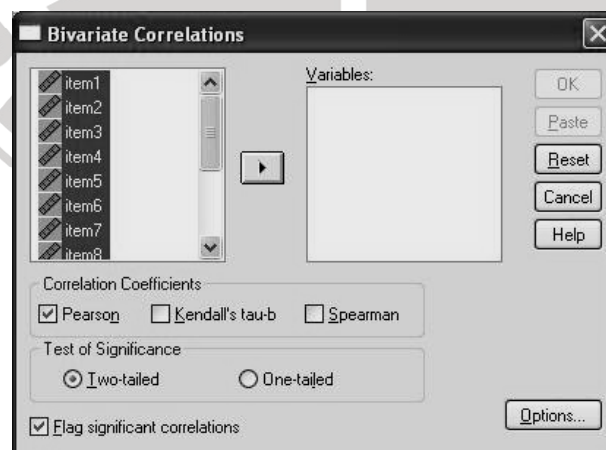 Bivariate Correlations
item1
item2
item3
item4
item5
item6
item7
item8
Variables:
OK
Paste
Reset
Cancel
Help
Correlation Coefficients
Pearson Kendall's tau-b Spearman
Test of Significance
Two-tailed One-tailed
Flag significant correlations
Options...